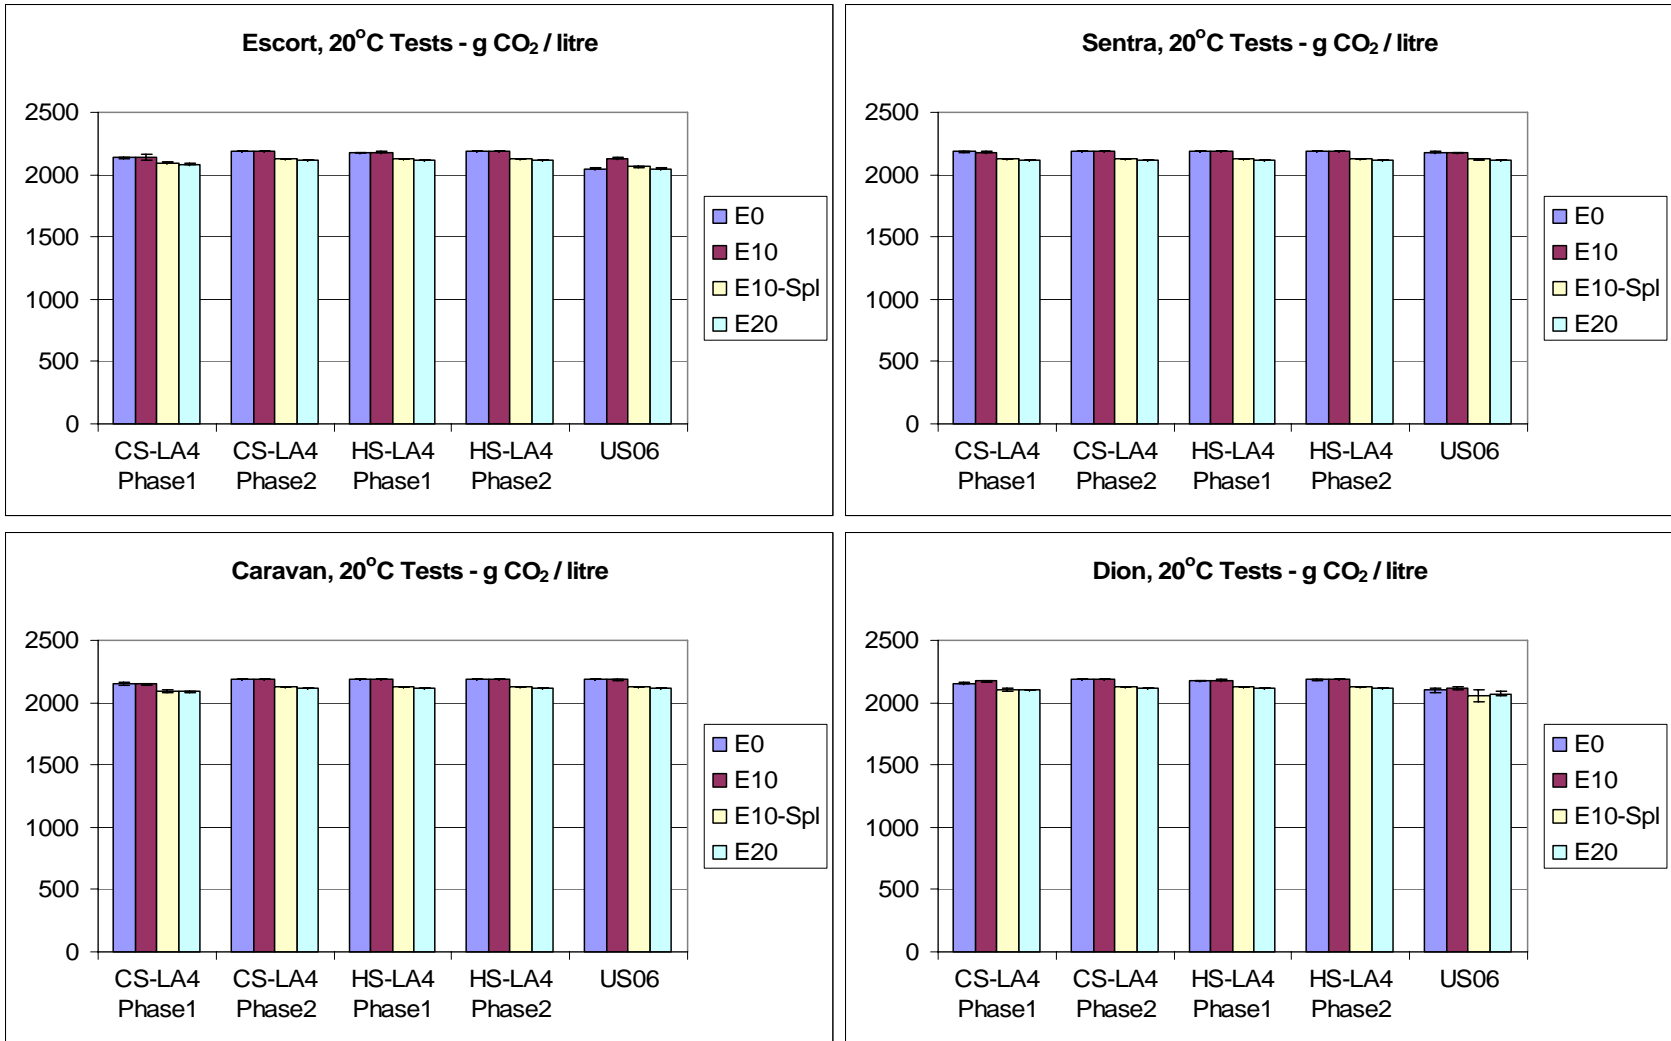 Escort, 20°C Tests - g CO₂ / litre
2500
2000
1500
1000
500
0
CS-LA4 Phase1
CS-LA4 Phase2
HS-LA4 Phase1
HS-LA4 Phase2
US06
E0
E10
E10-Spl
E20
Sentra, 20°C Tests - g CO₂ / litre
2500
2000
1500
1000
500
0
CS-LA4 Phase1
CS-LA4 Phase2
HS-LA4 Phase1
HS-LA4 Phase2
US06
E0
E10
E10-Spl
E20
Caravan, 20°C Tests - g CO₂ / litre
2500
2000
1500
1000
500
0
CS-LA4 Phase1
CS-LA4 Phase2
HS-LA4 Phase1
HS-LA4 Phase2
US06
E0
E10
E10-Spl
E20
Dion, 20°C Tests - g CO₂ / litre
2500
2000
1500
1000
500
0
CS-LA4 Phase1
CS-LA4 Phase2
HS-LA4 Phase1
HS-LA4 Phase2
US06
E0
E10
E10-Spl
E20